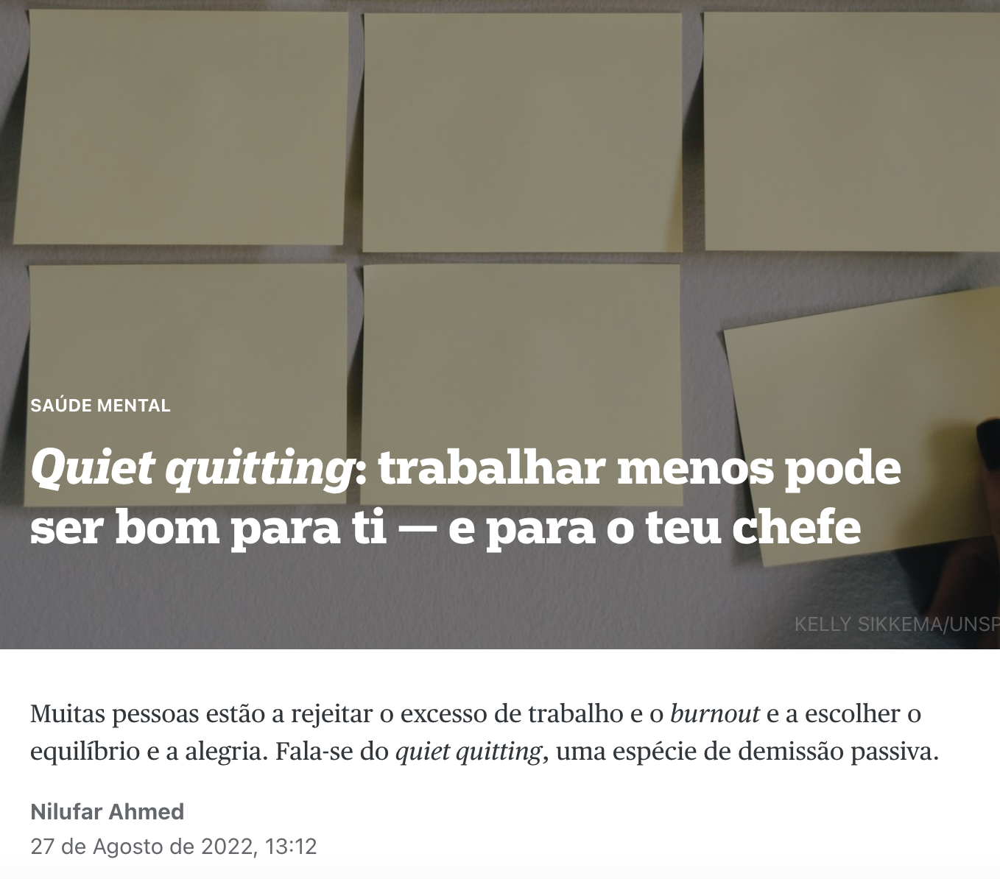 SAÚDE MENTAL
Quiet quitting: trabalhar menos pode
ser bom para ti — e para o teu chefe
KELLY SIKKEMA/UNSP
Muitas pessoas estão a rejeitar o excesso de trabalho e o burnout e a escolher o
equilíbrio e a alegria. Fala-se do quiet quitting, uma espécie de demissão passiva.
Nilufar Ahmed
27 de Agosto de 2022, 13:12